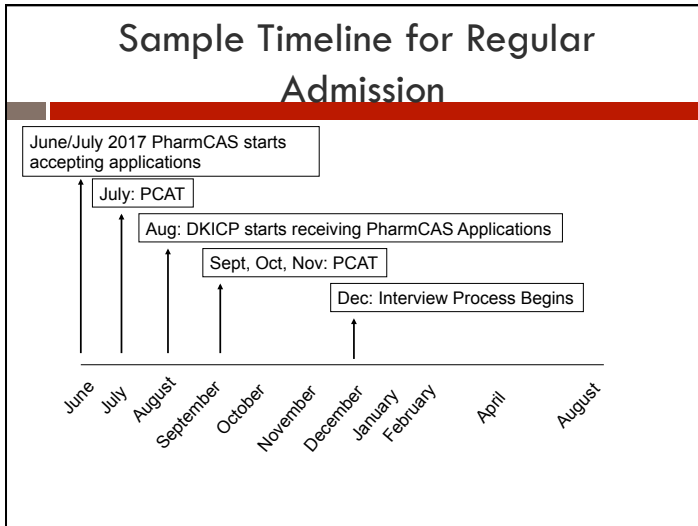 Sample Timeline for Regular
Admission
June/July 2017 PharmCAS starts
accepting applications
July: PCAT
Aug: DKICP starts receiving PharmCAS Applications
Sept, Oct, Nov: PCAT
Dec: Interview Process Begins
June
July
August
September
October
November
December
January
February
April
August